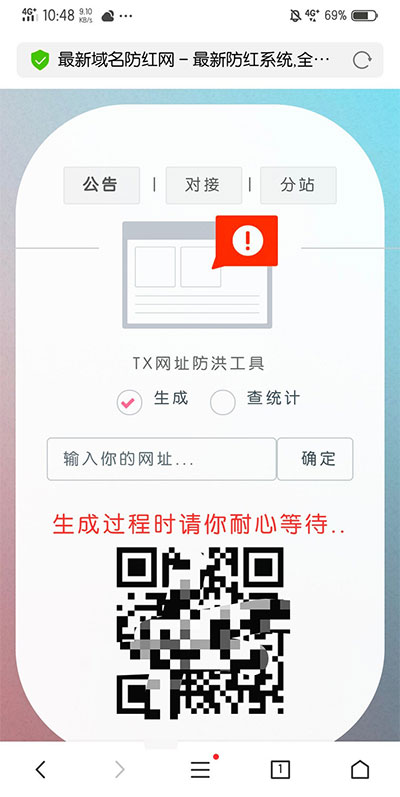 4G+ 10:48 9.10 KB/s 4G+ 69%
最新域名防红网 - 最新防红系统,全…
公告 | 对接 | 分站
TX网址防洪工具
生成 查统计
输入你的网址... 确定
生成过程时请你耐心等待..
1